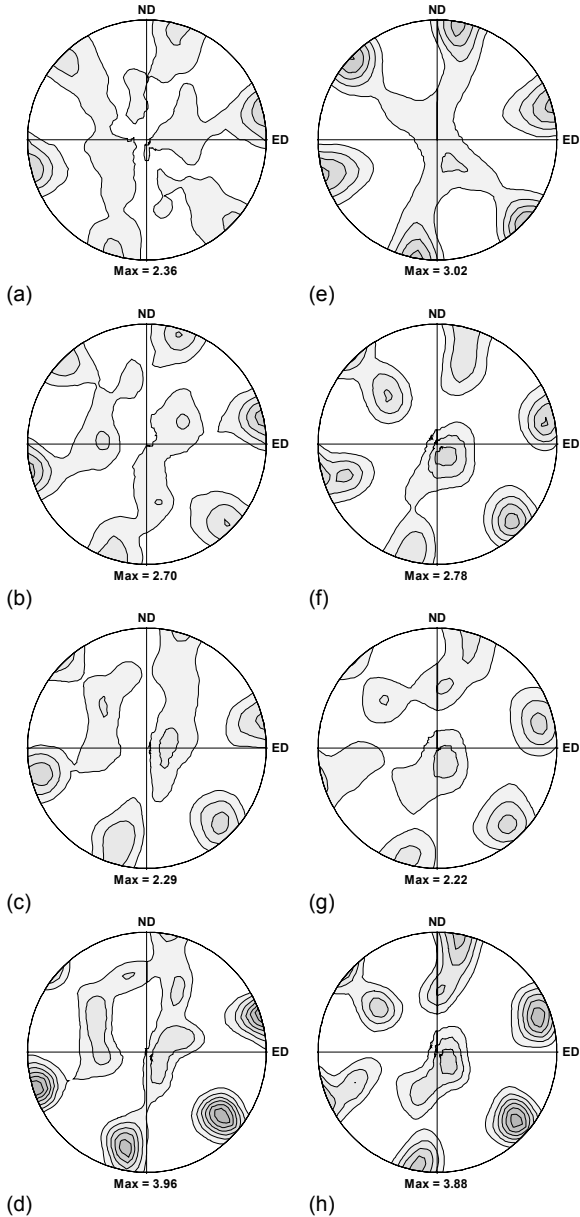 ND
ED
Max = 2.36
(a)
ND
ED
Max = 3.02
(e)
ND
ED
Max = 2.70
(b)
ND
ED
Max = 2.78
(f)
ND
ED
Max = 2.29
(c)
ND
ED
Max = 2.22
(g)
ND
ED
Max = 3.96
(d)
ND
ED
Max = 3.88
(h)